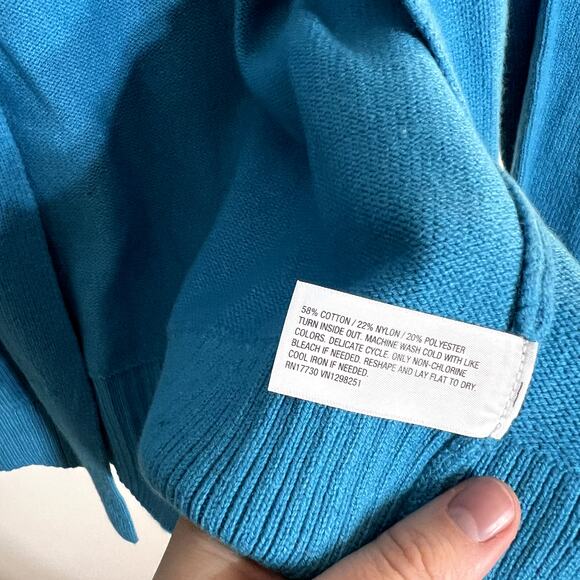 58% COTTON / 22% NYLON / 20% POLYESTER
TURN INSIDE OUT. MACHINE WASH COLD WITH LIKE
COLORS. DELICATE CYCLE. ONLY NON-CHLORINE
BLEACH IF NEEDED. RESHAPE AND LAY FLAT TO DRY.
COOL IRON IF NEEDED.
RN17730 VN1298251